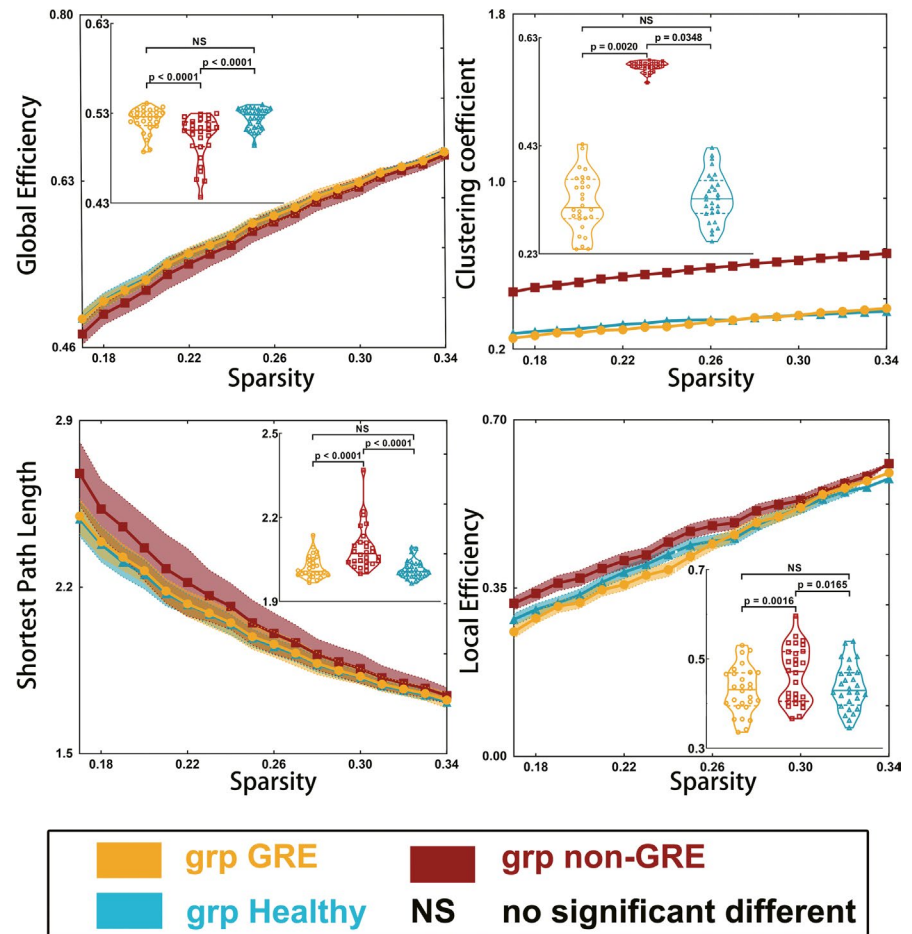 0.80
0.63
0.46
Global Efficiency
0.63
0.53
0.43
NS
p < 0.0001
p < 0.0001
0.18
0.22
0.26
0.30
0.34
Sparsity
1.8
1.0
0.2
Clustering coefficient
0.63
0.43
0.23
NS
p = 0.0020
p = 0.0348
0.18
0.22
0.26
0.30
0.34
Sparsity
2.9
2.2
1.5
Shortest Path Length
2.5
2.2
1.9
NS
p < 0.0001
p < 0.0001
0.18
0.22
0.26
0.30
0.34
Sparsity
0.70
0.35
0.00
Local Efficiency
0.7
0.5
0.3
NS
p = 0.0016
p = 0.0165
0.18
0.22
0.26
0.30
0.34
Sparsity
grp GRE
grp non-GRE
grp Healthy
NS no significant different